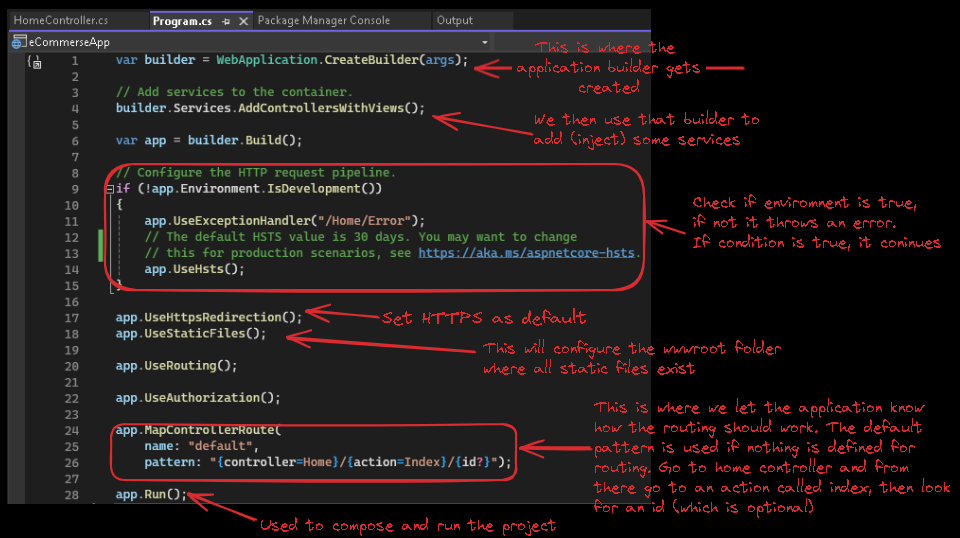 HomeController.cs Program.cs Package Manager Console Output
eCommerseApp
1 var builder = WebApplication.CreateBuilder(args);
2
3 // Add services to the container.
4 builder.Services.AddControllersWithViews();
5
6 var app = builder.Build();
7
8 // Configure the HTTP request pipeline.
9 if (!app.Environment.IsDevelopment())
10 {
11 app.UseExceptionHandler("/Home/Error");
12 // The default HSTS value is 30 days. You may want to change
13 // this for production scenarios, see https://aka.ms/aspnetcore-hsts.
14 app.UseHsts();
15 }
16
17 app.UseHttpsRedirection();
18 app.UseStaticFiles();
19
20 app.UseRouting();
21
22 app.UseAuthorization();
23
24 app.MapControllerRoute(
25 name: "default",
26 pattern: "{controller=Home}/{action=Index}/{id?}");
27
28 app.Run();
This is where the
application builder gets
created
We then use that builder to
add (inject) some services
Check if environment is true,
if not it throws an error.
If condition is true, it coninues
Set HTTPS as default
This will configure the wwwroot folder
where all static files exist
This is where we let the application know
how the routing should work. The default
pattern is used if nothing is defined for
routing. Go to home controller and from
there go to an action called index, then look
for an id (which is optional)
Used to compose and run the project